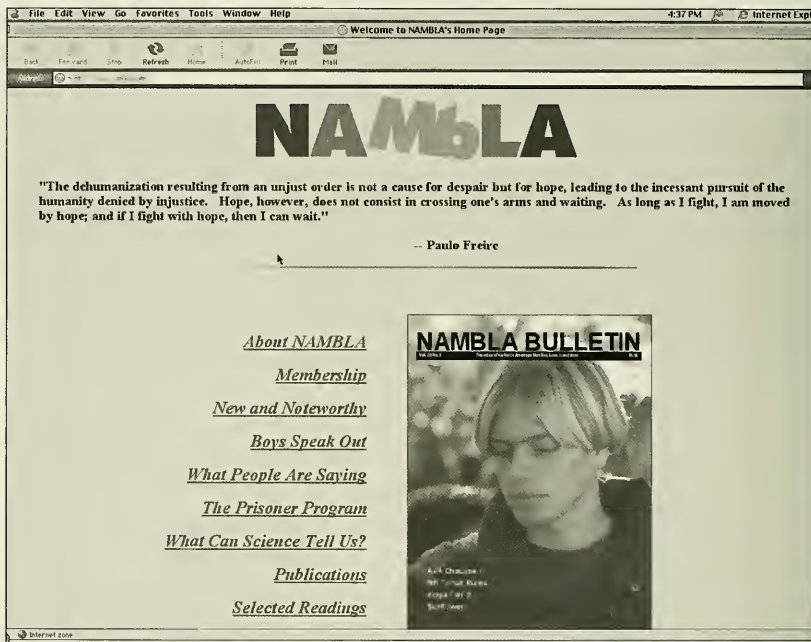 File Edit View Go Favorites Tools Window Help 4:37 PM Internet Expl
Welcome to NAMBLA's Home Page
Back Forward Stop Refresh Home AutoFill Print Mail
NAMbLA
"The dehumanization resulting from an unjust order is not a cause for despair but for hope, leading to the incessant pursuit of the
humanity denied by injustice. Hope, however, does not consist in crossing one's arms and waiting. As long as I fight, I am moved
by hope; and if I fight with hope, then I can wait."
-- Paulo Freire
About NAMBLA
Membership
New and Noteworthy
Boys Speak Out
What People Are Saying
The Prisoner Program
What Can Science Tell Us?
Publications
Selected Readings
NAMBLA BULLETIN
Internet zone